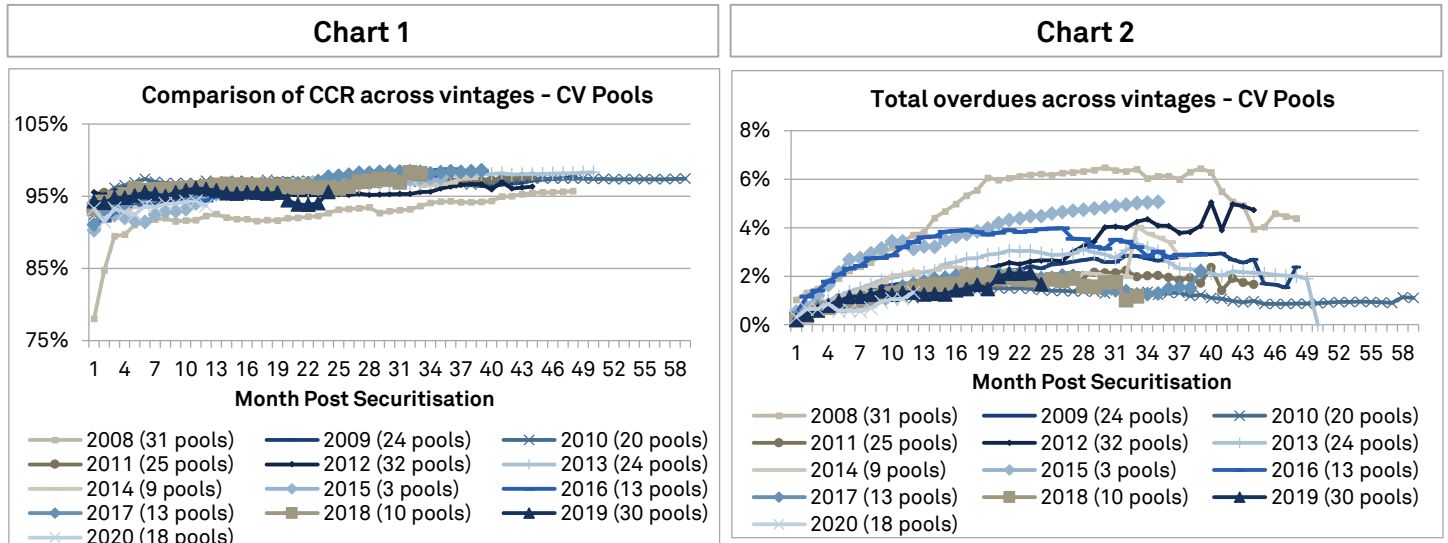 Chart 1
Chart 2
Comparison of CCR across vintages - CV Pools
105%
95%
85%
75%
1 4 7 10 13 16 19 22 25 28 31 34 37 40 43 46 49 52 55 58
Month Post Securitisation
2008 (31 pools) 2009 (24 pools) 2010 (20 pools)
2011 (25 pools) 2012 (32 pools) 2013 (24 pools)
2014 (9 pools) 2015 (3 pools) 2016 (13 pools)
2017 (13 pools) 2018 (10 pools) 2019 (30 pools)
2020 (18 pools)
Total overdues across vintages - CV Pools
8%
6%
4%
2%
0%
1 4 7 10 13 16 19 22 25 28 31 34 37 40 43 46 49 52 55 58
Month Post Securitisation
2008 (31 pools) 2009 (24 pools) 2010 (20 pools)
2011 (25 pools) 2012 (32 pools) 2013 (24 pools)
2014 (9 pools) 2015 (3 pools) 2016 (13 pools)
2017 (13 pools) 2018 (10 pools) 2019 (30 pools)
2020 (18 pools)